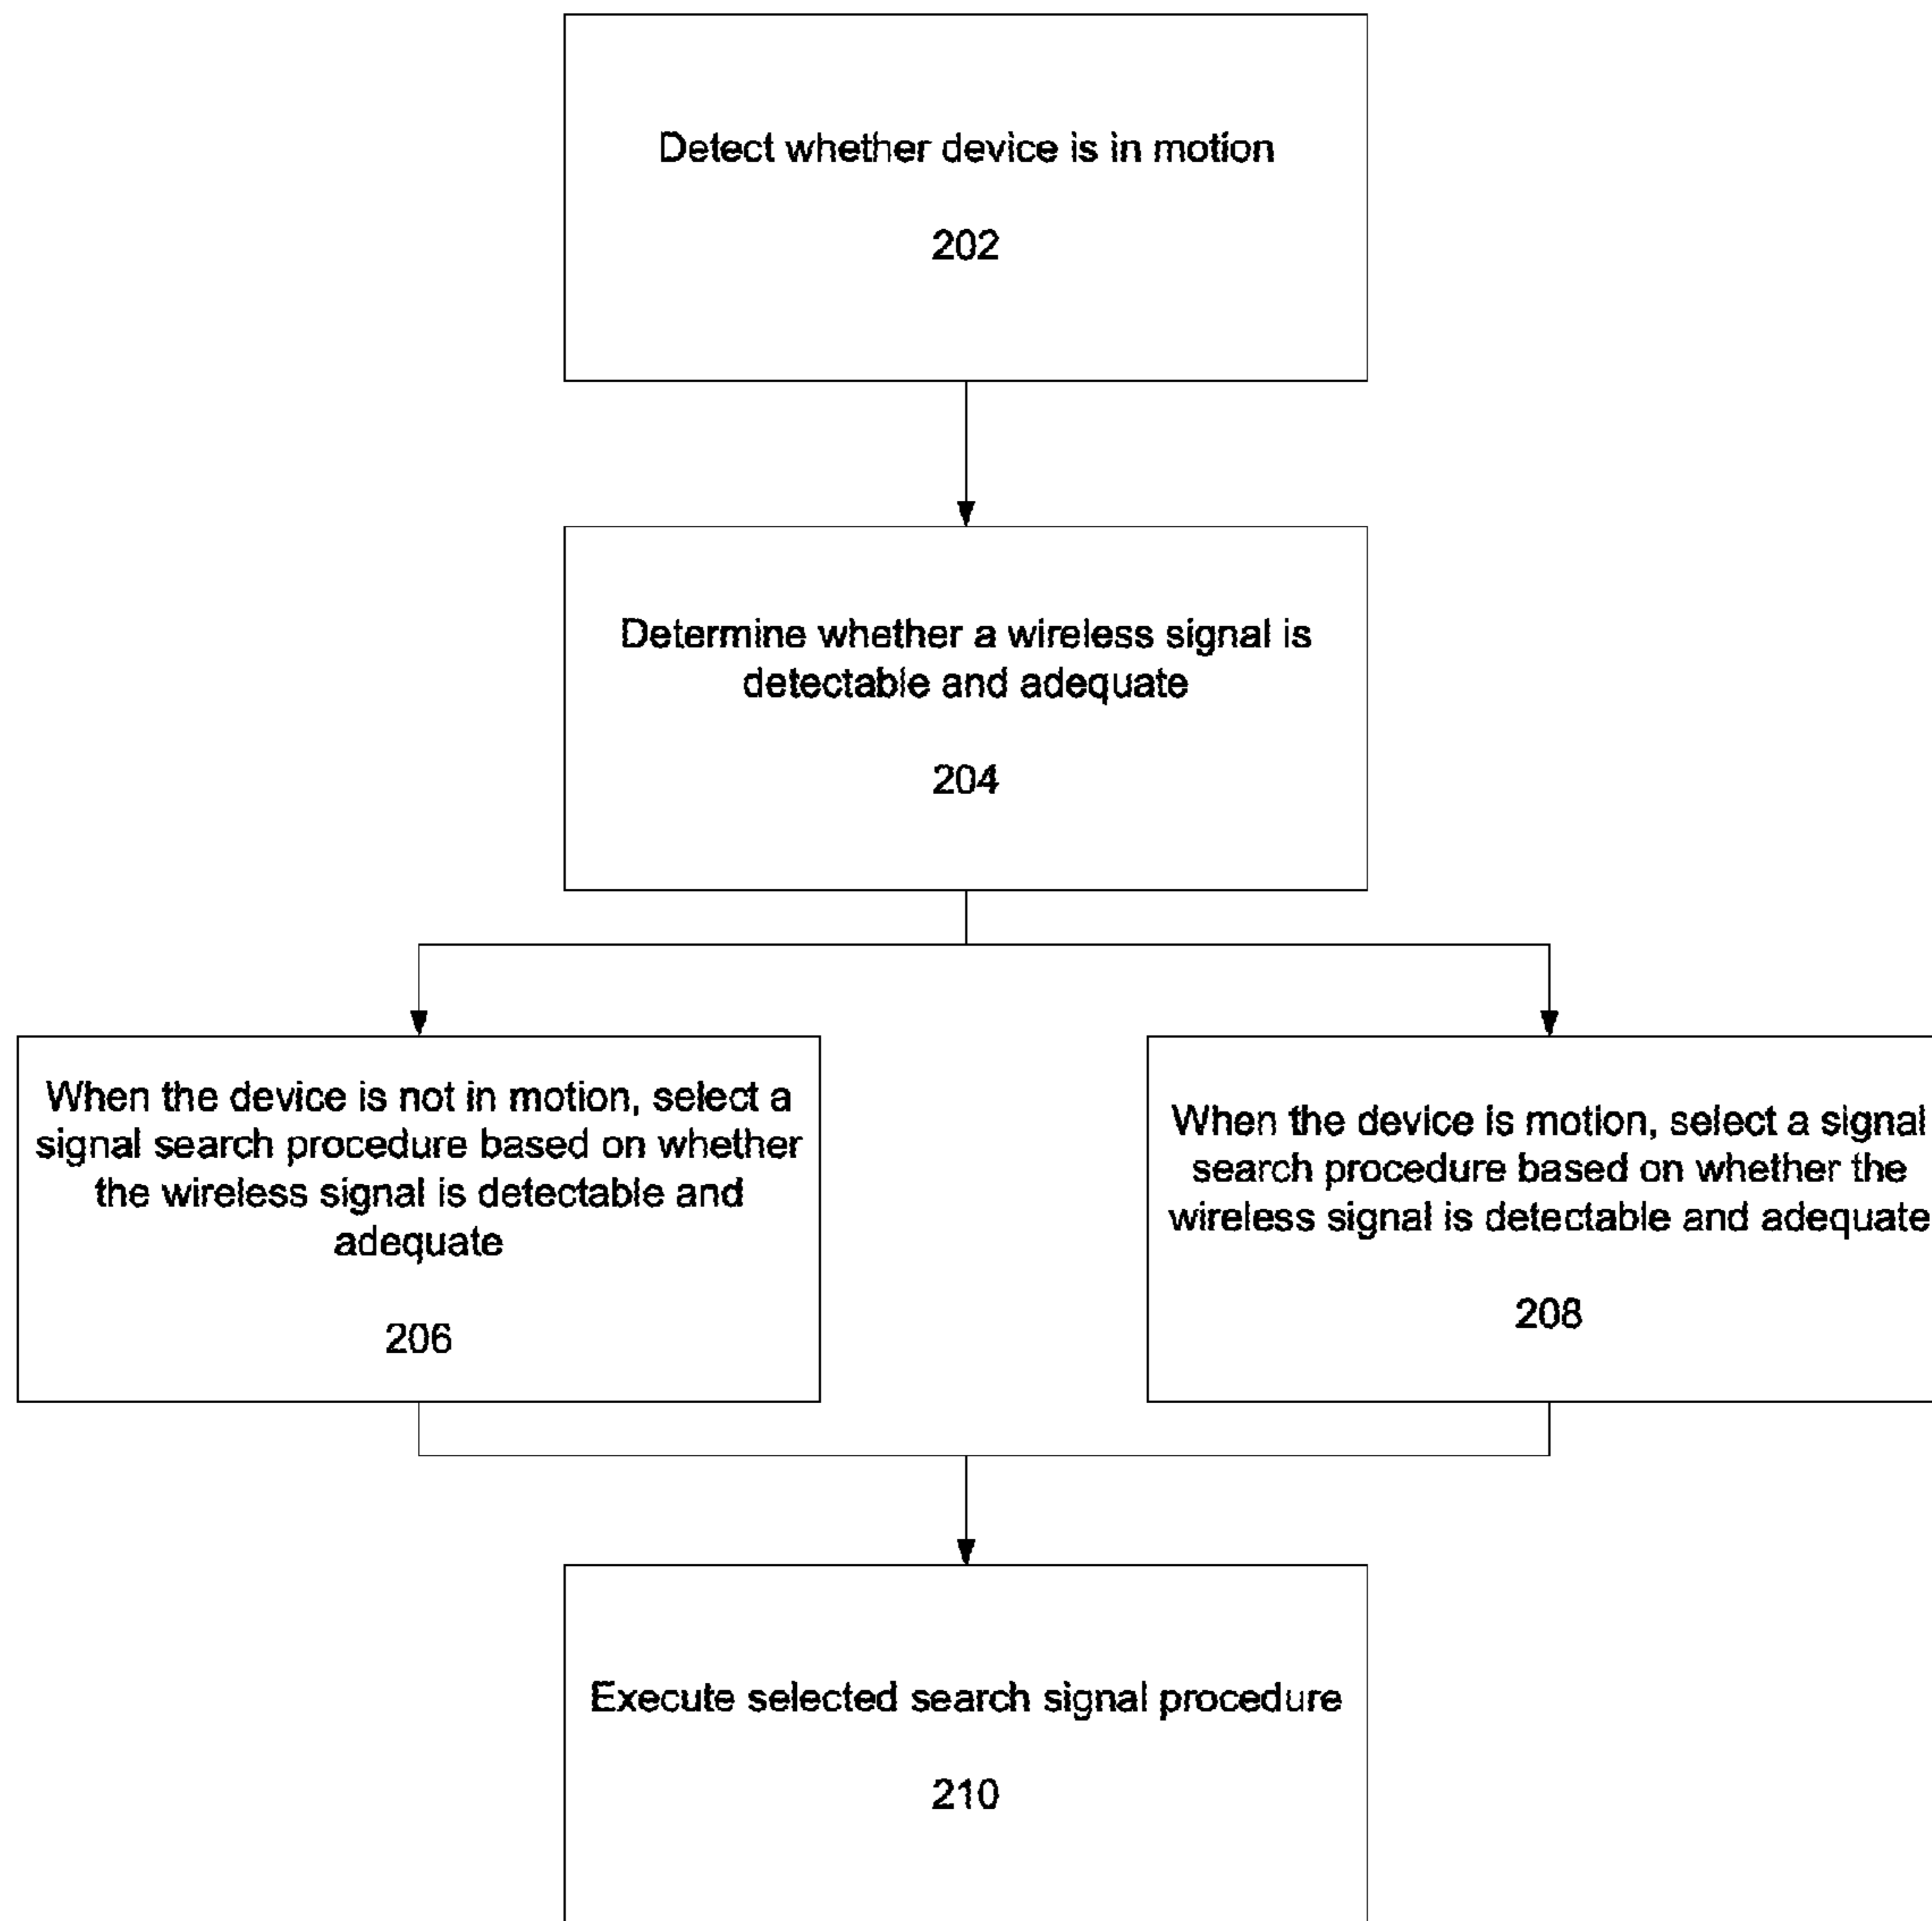 Detect whether device is in motion
202
Determine whether a wireless signal is
detectable and adequate
204
When the device is not in motion, select a
signal search procedure based on whether
the wireless signal is detectable and
adequate
206
When the device is motion, select a signal
search procedure based on whether the
wireless signal is detectable and adequate
208
Execute selected search signal procedure
210